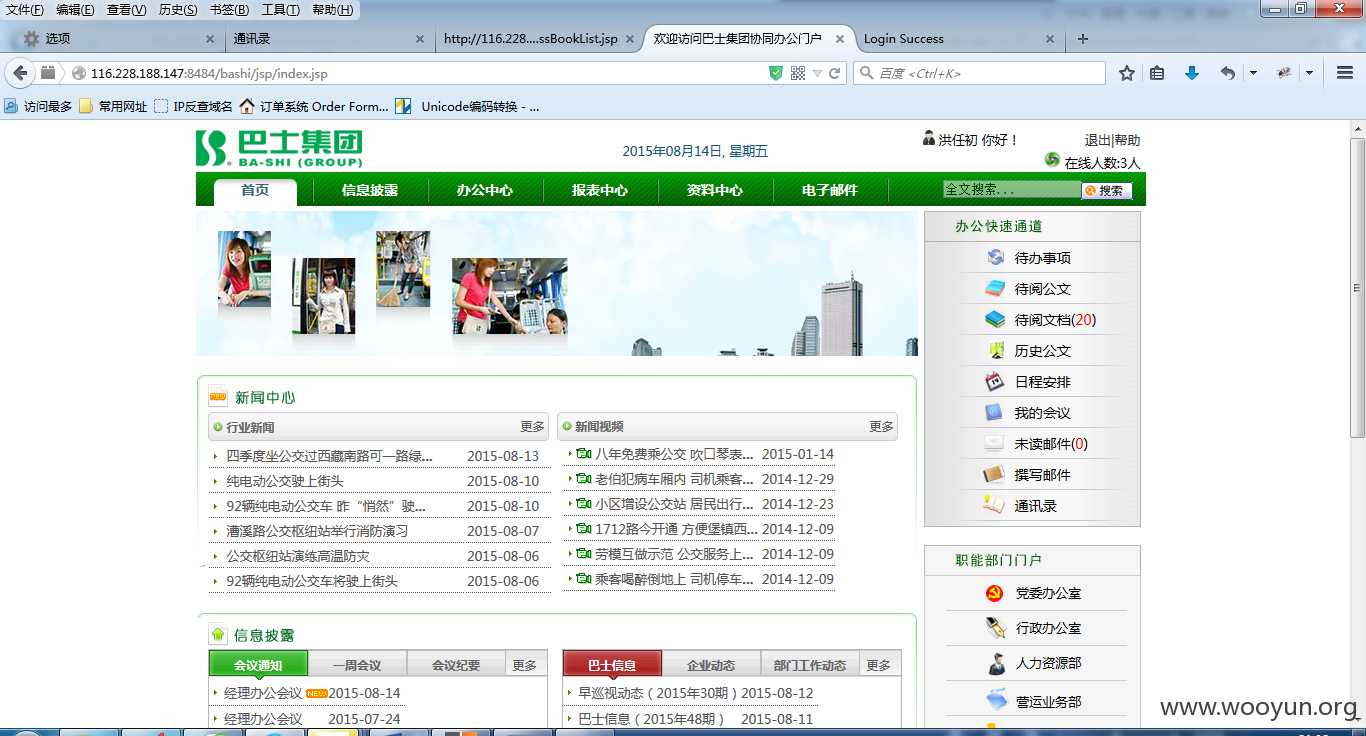 文件(F) 编辑(E) 查看(V) 历史(S) 书签(B) 工具(T) 帮助(H)
选项 通讯录 http://116.228....ssBookList.jsp 欢迎访问巴士集团协同办公门户 Login Success
116.228.188.147:8484/bashi/jsp/index.jsp 百度 <Ctrl+K>
访问最多 常用网址 IP反查域名 订单系统 Order Form... Unicode编码转换 - ...
巴士集团
BA-SHI (GROUP)
2015年08月14日, 星期五
洪任初 你好！ 退出|帮助
在线人数:3人
首页 信息披露 办公中心 报表中心 资料中心 电子邮件 全文搜索... 搜索
办公快速通道
待办事项
待阅公文
待阅文档(20)
历史公文
日程安排
我的会议
未读邮件(0)
撰写邮件
通讯录
新闻中心
行业新闻 更多
四季度坐公交过西藏南路可一路绿... 2015-08-13
纯电动公交驶上街头 2015-08-10
92辆纯电动公交车 昨“悄然”驶... 2015-08-10
漕溪路公交枢纽站举行消防演习 2015-08-07
公交枢纽站演练高温防灾 2015-08-06
92辆纯电动公交车将驶上街头 2015-08-06
新闻视频 更多
八年免费乘公交 吹口琴表... 2015-01-14
老伯犯病车厢内 司机乘客... 2014-12-29
小区增设公交站 居民出行... 2014-12-23
1712路今开通 方便堡镇西... 2014-12-09
劳模互做示范 公交服务上... 2014-12-09
乘客喝醉倒地上 司机停车... 2014-12-09
职能部门门户
党委办公室
行政办公室
人力资源部
营运业务部
信息披露
会议通知 一周会议 会议纪要 更多
经理办公会议 NEW 2015-08-14
经理办公会议 2015-07-24
巴士信息 企业动态 部门工作动态 更多
早巡视动态（2015年30期）2015-08-12
巴士信息（2015年48期） 2015-08-11
www.wooyun.org